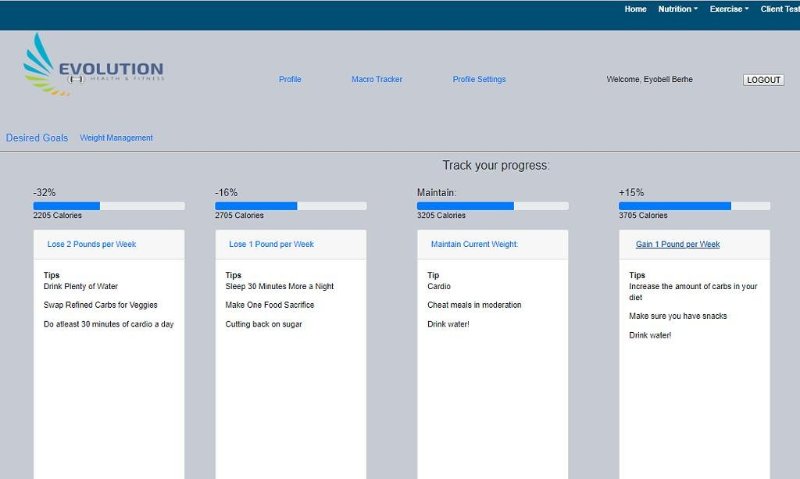 Home Nutrition Exercise Client Test
EVOLUTION
HEALTH & FITNESS
Profile Macro Tracker Profile Settings Welcome, Eyobell Berhe LOGOUT
Desired Goals Weight Management
Track your progress:
-32%
2205 Calories
Lose 2 Pounds per Week
Tips
Drink Plenty of Water
Swap Refined Carbs for Veggies
Do atleast 30 minutes of cardio a day
-16%
2705 Calories
Lose 1 Pound per Week
Tips
Sleep 30 Minutes More a Night
Make One Food Sacrifice
Cutting back on sugar
Maintain:
3205 Calories
Maintain Current Weight:
Tip
Cardio
Cheat meals in moderation
Drink water!
+15%
3705 Calories
Gain 1 Pound per Week
Tips
Increase the amount of carbs in your
diet
Make sure you have snacks
Drink water!